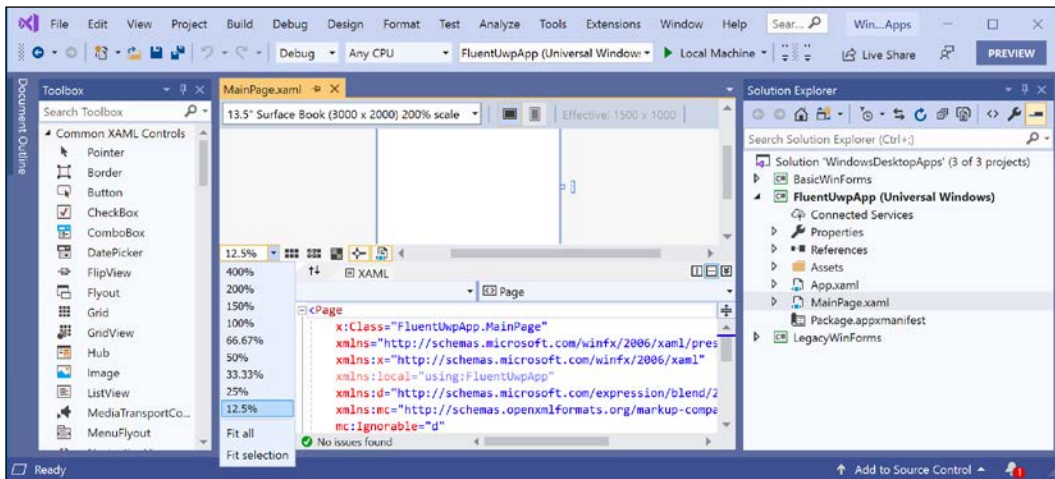 File Edit View Project Build Debug Design Format Test Analyze Tools Extensions Window Help Sear... Win...Apps
Debug Any CPU FluentUwpApp (Universal Window: Local Machine Live Share PREVIEW
Document Outline
Toolbox
Search Toolbox
Common XAML Controls
Pointer
Border
Button
CheckBox
ComboBox
DatePicker
FlipView
Flyout
Grid
GridView
Hub
Image
ListView
MediaTransportCo...
MenuFlyout
MainPage.xaml
13.5" Surface Book (3000 x 2000) 200% scale Effective: 1500 x 1000
12.5%
400%
200%
150%
100%
66.67%
50%
33.33%
25%
12.5%
Fit all
Fit selection
XAML
Page
<Page
x:Class="FluentUwpApp.MainPage"
xmlns="http://schemas.microsoft.com/winfx/2006/xaml/pres
xmlns:x="http://schemas.microsoft.com/winfx/2006/xaml"
xmlns:local="using:FluentUwpApp"
xmlns:d="http://schemas.microsoft.com/expression/blend/2
xmlns:mc="http://schemas.openxmlformats.org/markup-compa
mc:Ignorable="d"
No issues found
Solution Explorer
Search Solution Explorer (Ctrl+;)
Solution 'WindowsDesktopApps' (3 of 3 projects)
C# BasicWinForms
C# FluentUwpApp (Universal Windows)
Connected Services
Properties
References
Assets
App.xaml
MainPage.xaml
Package.appxmanifest
C# LegacyWinForms
Ready Add to Source Control 1